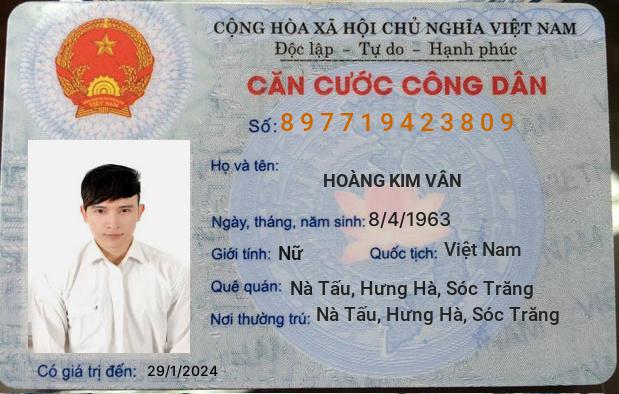 CỘNG HÒA XÃ HỘI CHỦ NGHĨA VIỆT NAM
Độc lập - Tự do - Hạnh phúc
CĂN CƯỚC CÔNG DÂN
Số: 897719423809
Họ và tên:
HOÀNG KIM VÂN
Ngày, tháng, năm sinh: 8/4/1963
Giới tính: Nữ Quốc tịch: Việt Nam
Quê quán: Nà Tấu, Hưng Hà, Sóc Trăng
Nơi thường trú: Nà Tấu, Hưng Hà, Sóc Trăng
Có giá trị đến: 29/1/2024
VIỆT NAM